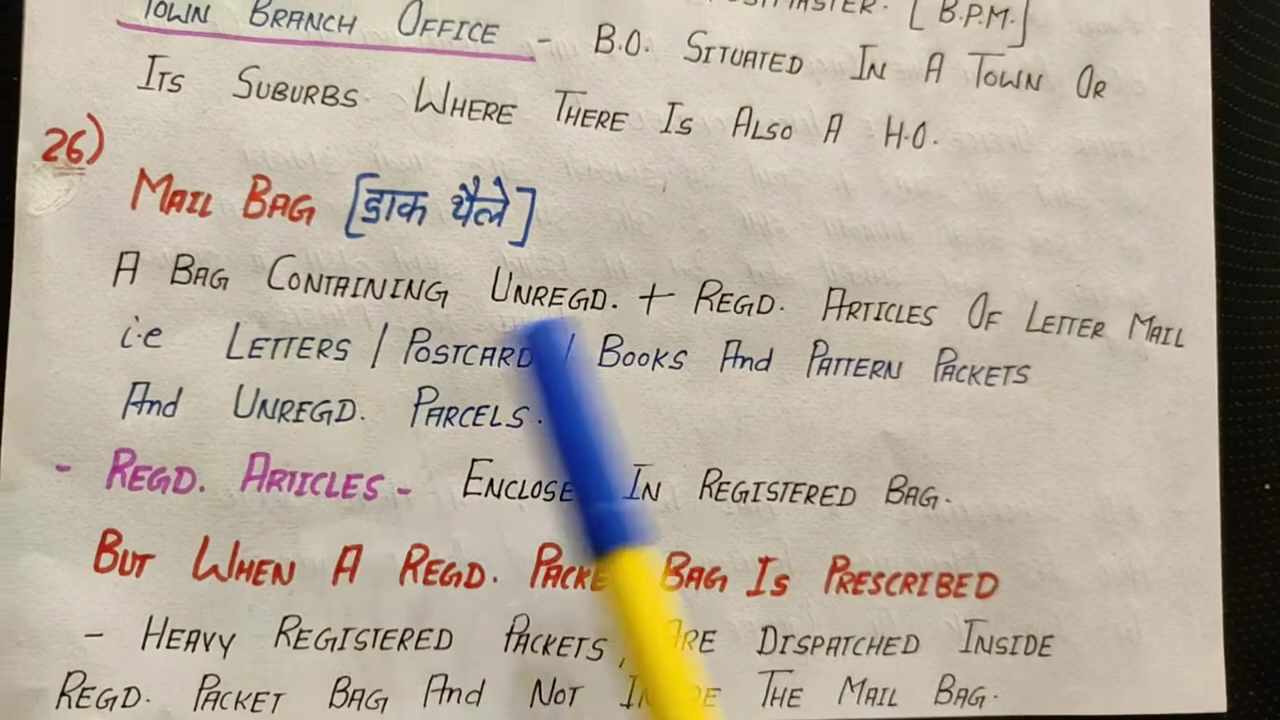 [B.P.M.]
Town Branch Office - B.O. Situated In A Town Or
Its Suburbs Where There Is Also A H.O.
26)
Mail Bag [डाक थैले]
A Bag Containing Unregd. + Regd. Articles Of Letter Mail
i.e Letters / Postcard / Books And Pattern Packets
And Unregd. Parcels.
- Regd. Articles - Enclose In Registered Bag.
But When A Regd. Packet Bag Is Prescribed
- Heavy Registered Packets, Are Dispatched Inside
Regd. Packet Bag And Not Inside The Mail Bag.